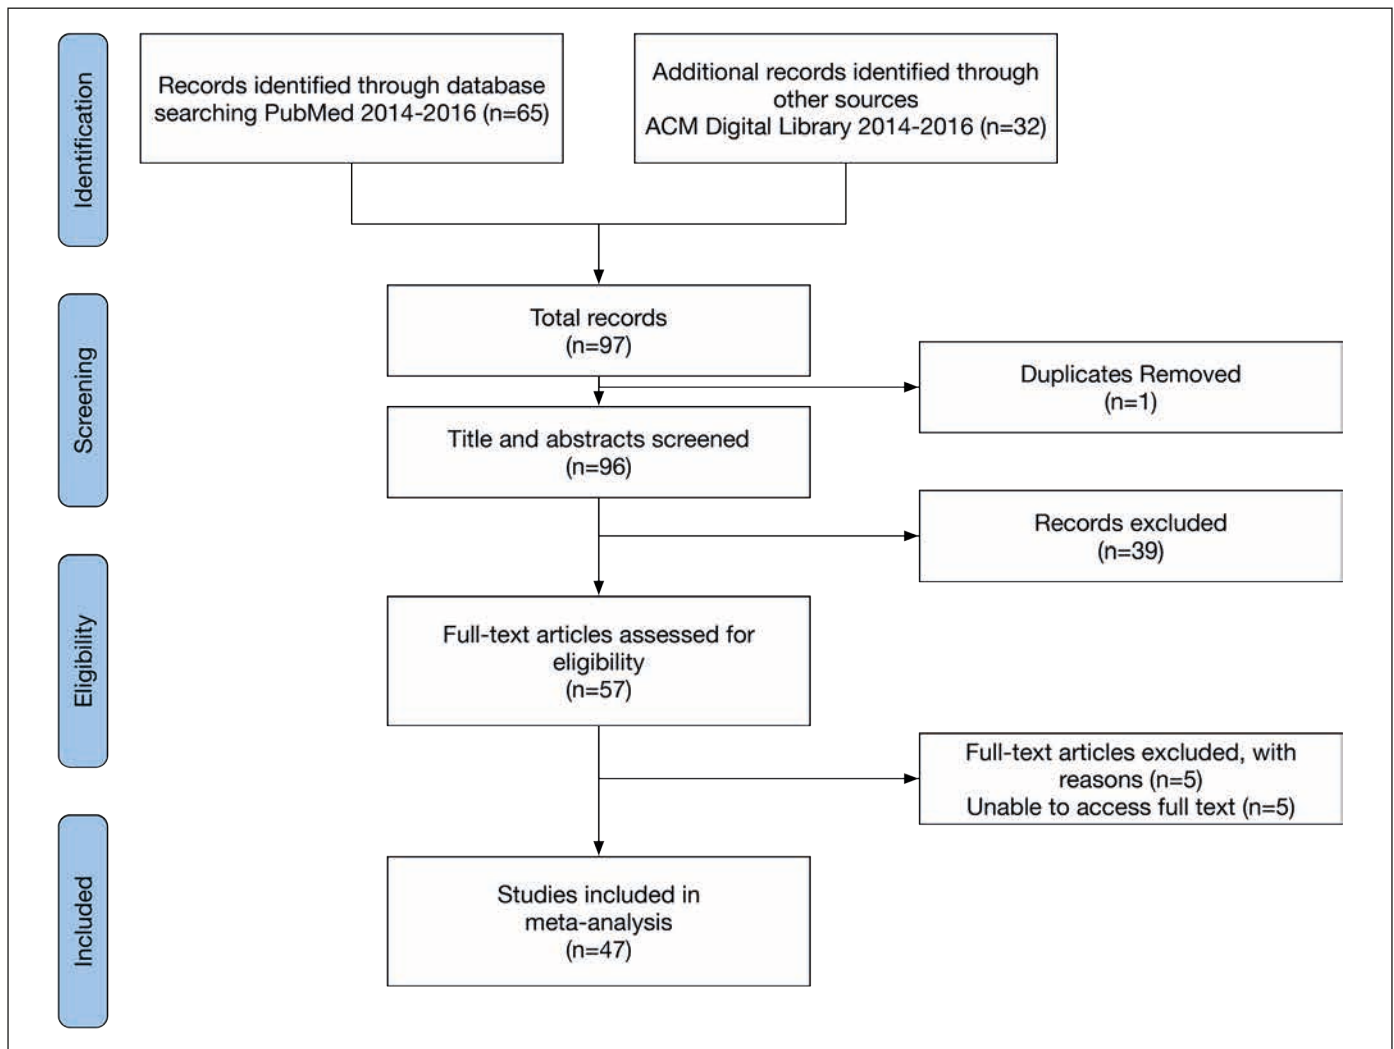 Identification
Records identified through database
searching PubMed 2014-2016 (n=65)
Additional records identified through
other sources
ACM Digital Library 2014-2016 (n=32)
Screening
Total records
(n=97)
Duplicates Removed
(n=1)
Title and abstracts screened
(n=96)
Records excluded
(n=39)
Eligibility
Full-text articles assessed for
eligibility
(n=57)
Full-text articles excluded, with
reasons (n=5)
Unable to access full text (n=5)
Included
Studies included in
meta-analysis
(n=47)